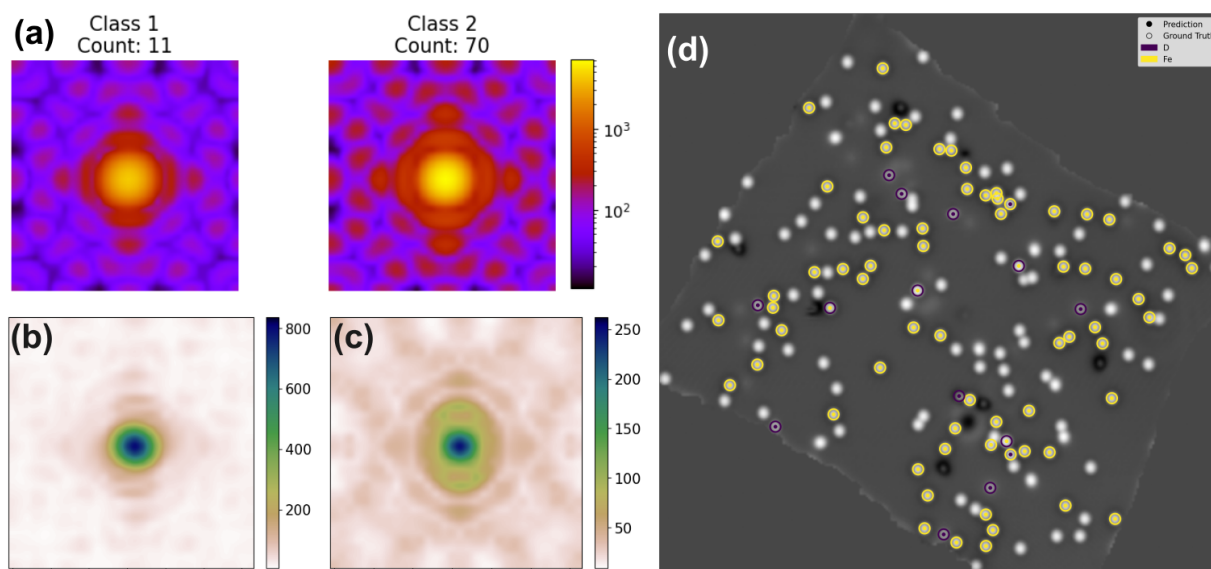 (a)
Class 1
Count: 11
Class 2
Count: 70
10³
10²
(b)
800
600
400
200
(c)
250
200
150
100
50
(d)
Prediction
Ground Truth
D
Fe